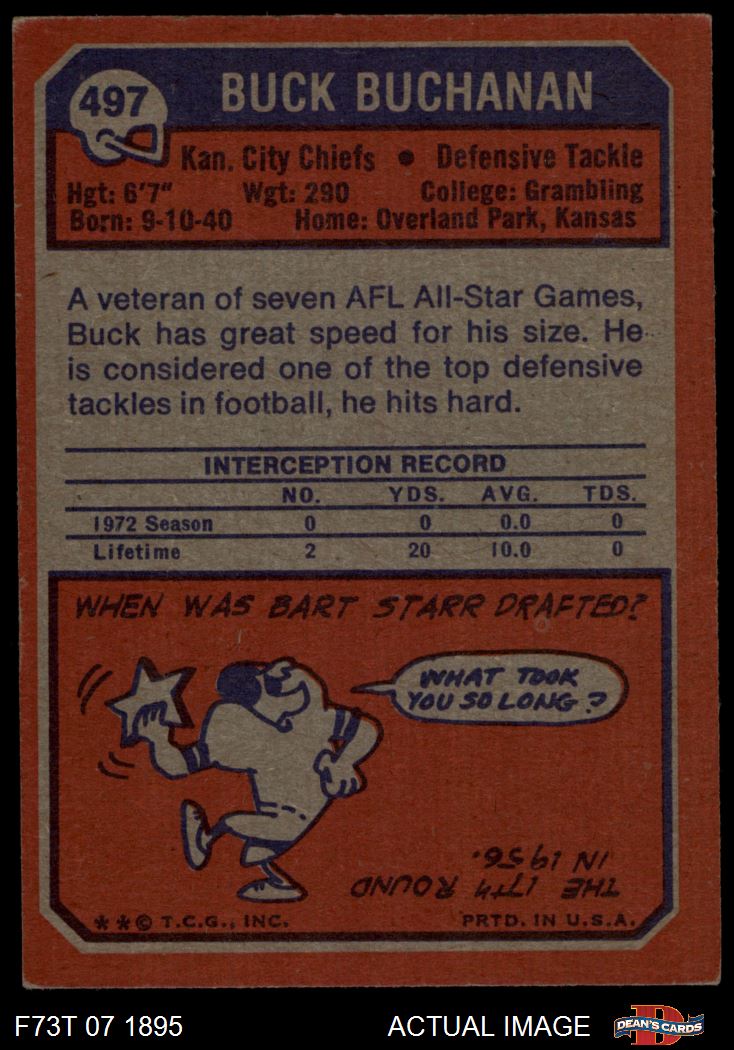 497
BUCK BUCHANAN
Kan. City Chiefs • Defensive Tackle
Hgt: 6'7" Wgt: 290 College: Grambling
Born: 9-10-40 Home: Overland Park, Kansas
A veteran of seven AFL All-Star Games,
Buck has great speed for his size. He
is considered one of the top defensive
tackles in football, he hits hard.
INTERCEPTION RECORD
NO. YDS. AVG. TDS.
1972 Season 0 0 0.0 0
Lifetime 2 20 10.0 0
WHEN WAS BART STARR DRAFTED?
WHAT TOOK
YOU SO LONG?
THE 17TH ROUND
IN 1956.
**© T.C.G., INC. PRTD. IN U.S.A.
F73T 07 1895 ACTUAL IMAGE
D
DEAN'S CARDS